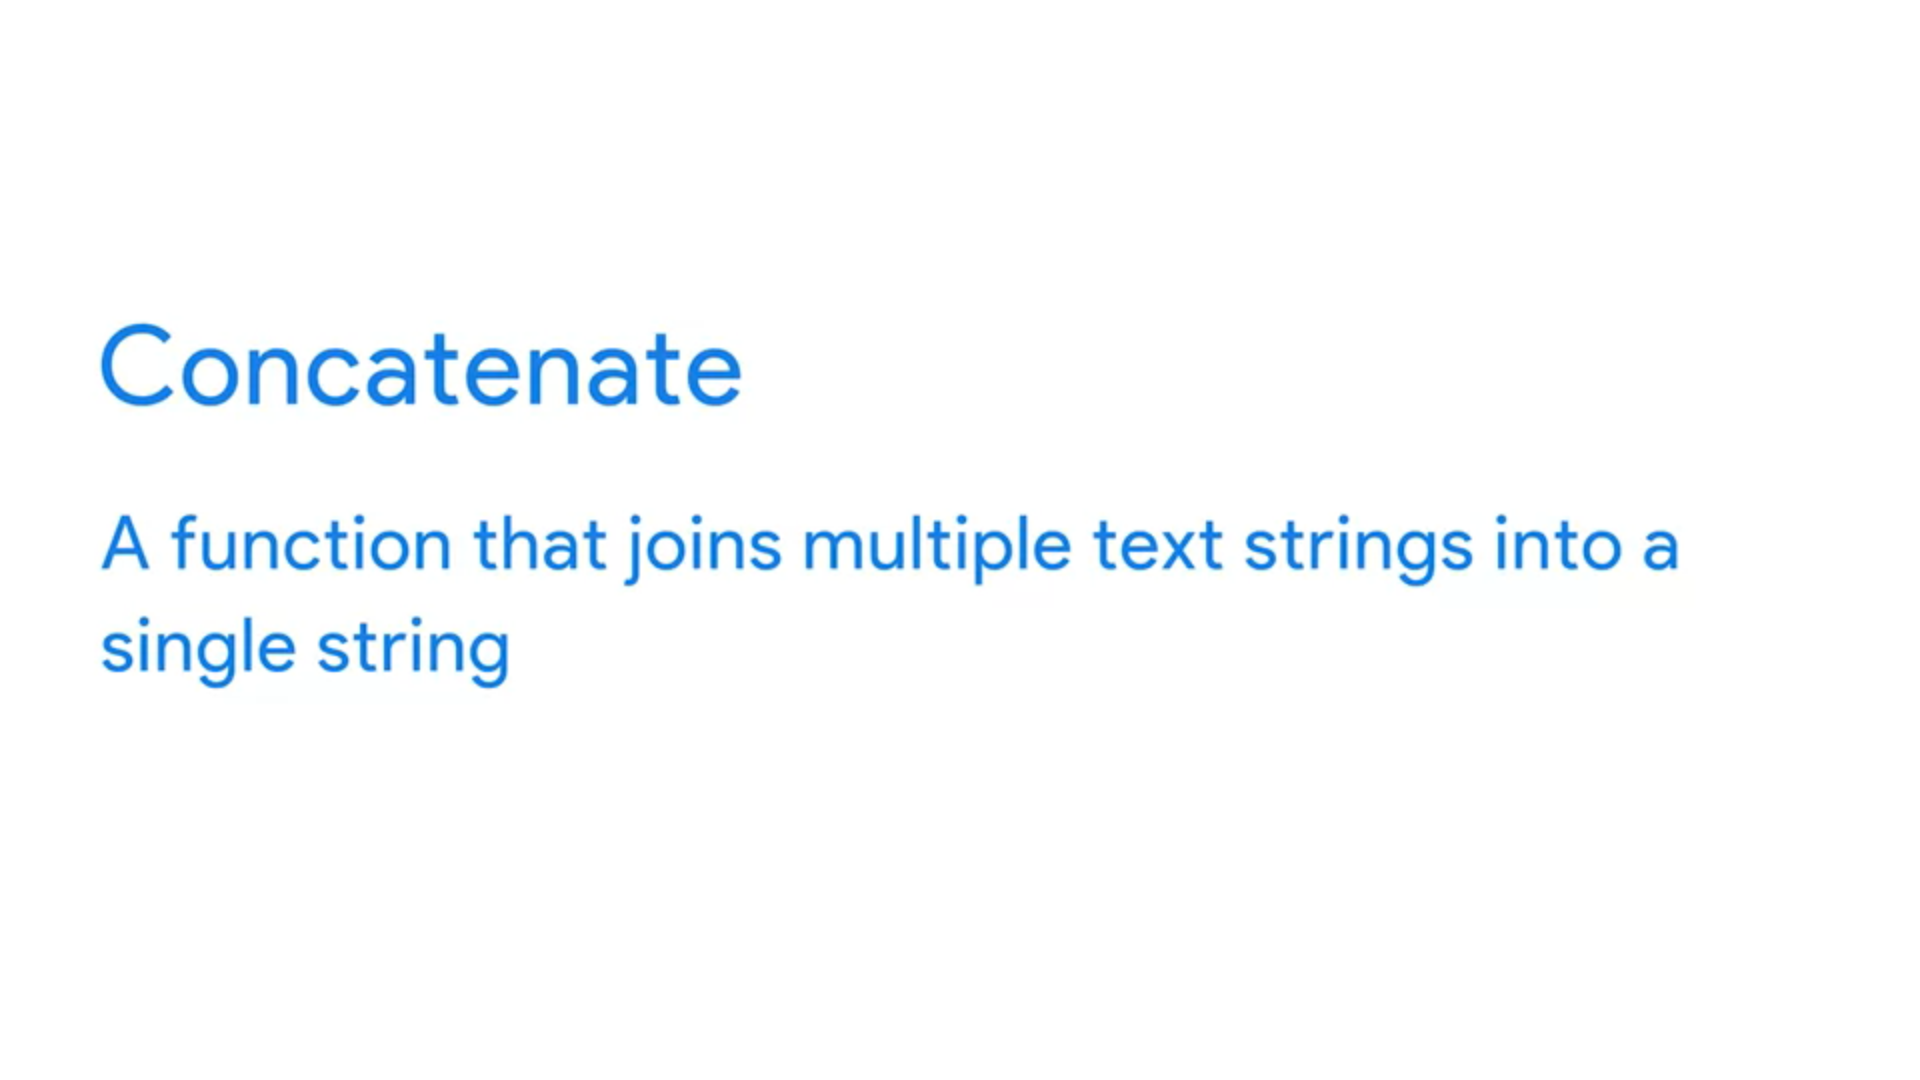 Concatenate
A function that joins multiple text strings into a
single string